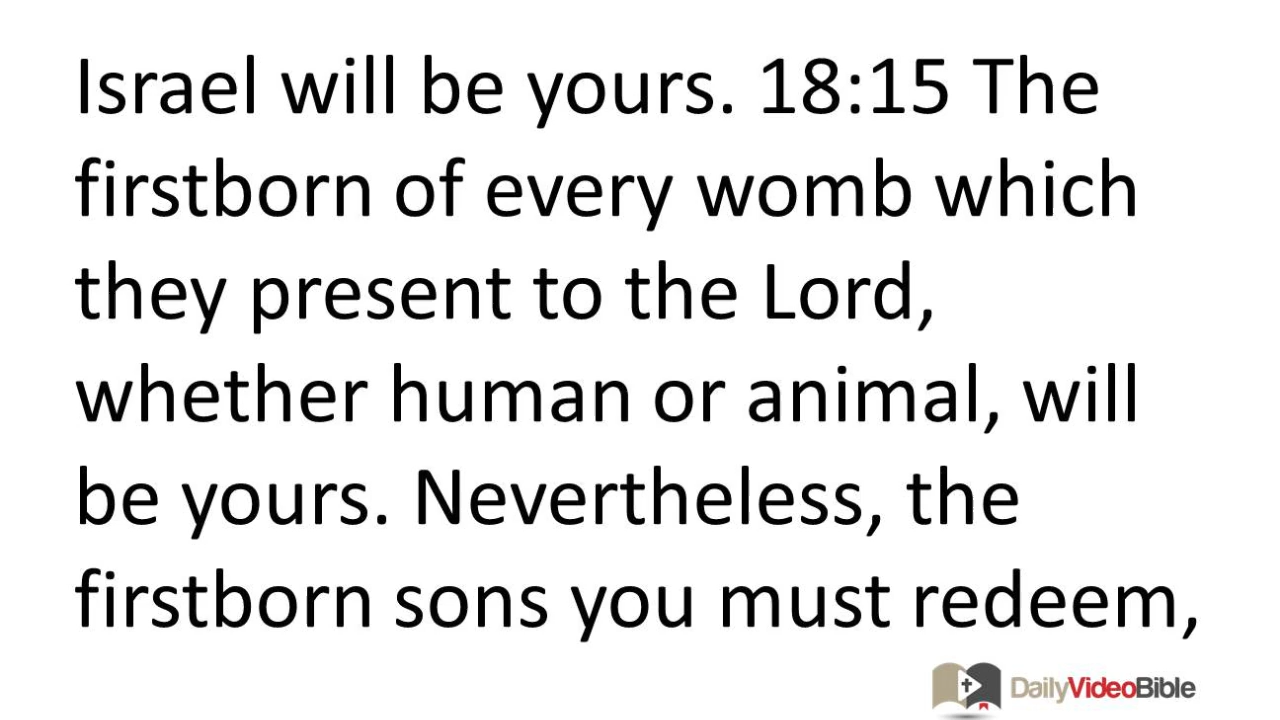 Israel will be yours. 18:15 The
firstborn of every womb which
they present to the Lord,
whether human or animal, will
be yours. Nevertheless, the
firstborn sons you must redeem,
DailyVideoBible